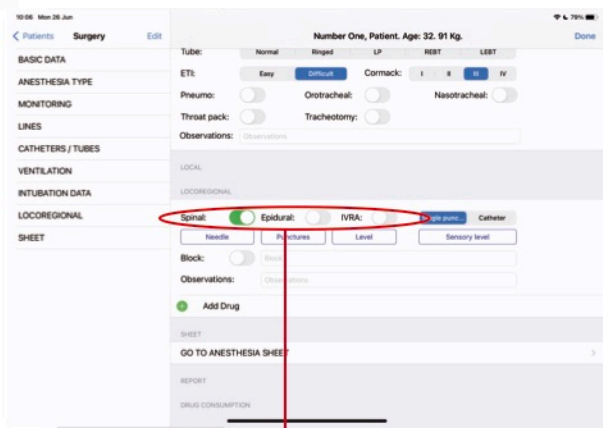 10:06 Mon 26 Jun 79%
Patients Surgery Edit
BASIC DATA
ANESTHESIA TYPE
MONITORING
LINES
CATHETERS / TUBES
VENTILATION
INTUBATION DATA
LOCOREGIONAL
SHEET
Number One, Patient. Age: 32. 91 Kg. Done
Tube: Normal Ringed LP REBT LEBT
ETI: Easy Difficult Cormack: I II III IV
Pneumo: Orotracheal: Nasotracheal:
Throat pack: Tracheotomy:
Observations: Observations
LOCAL
LOCOREGIONAL
Spinal: Epidural: IVRA: Single punc... Catheter
Needle Punctures Level Sensory level
Block: Block
Observations: Observations
Add Drug
SHEET
GO TO ANESTHESIA SHEET
REPORT
DRUG CONSUMPTION